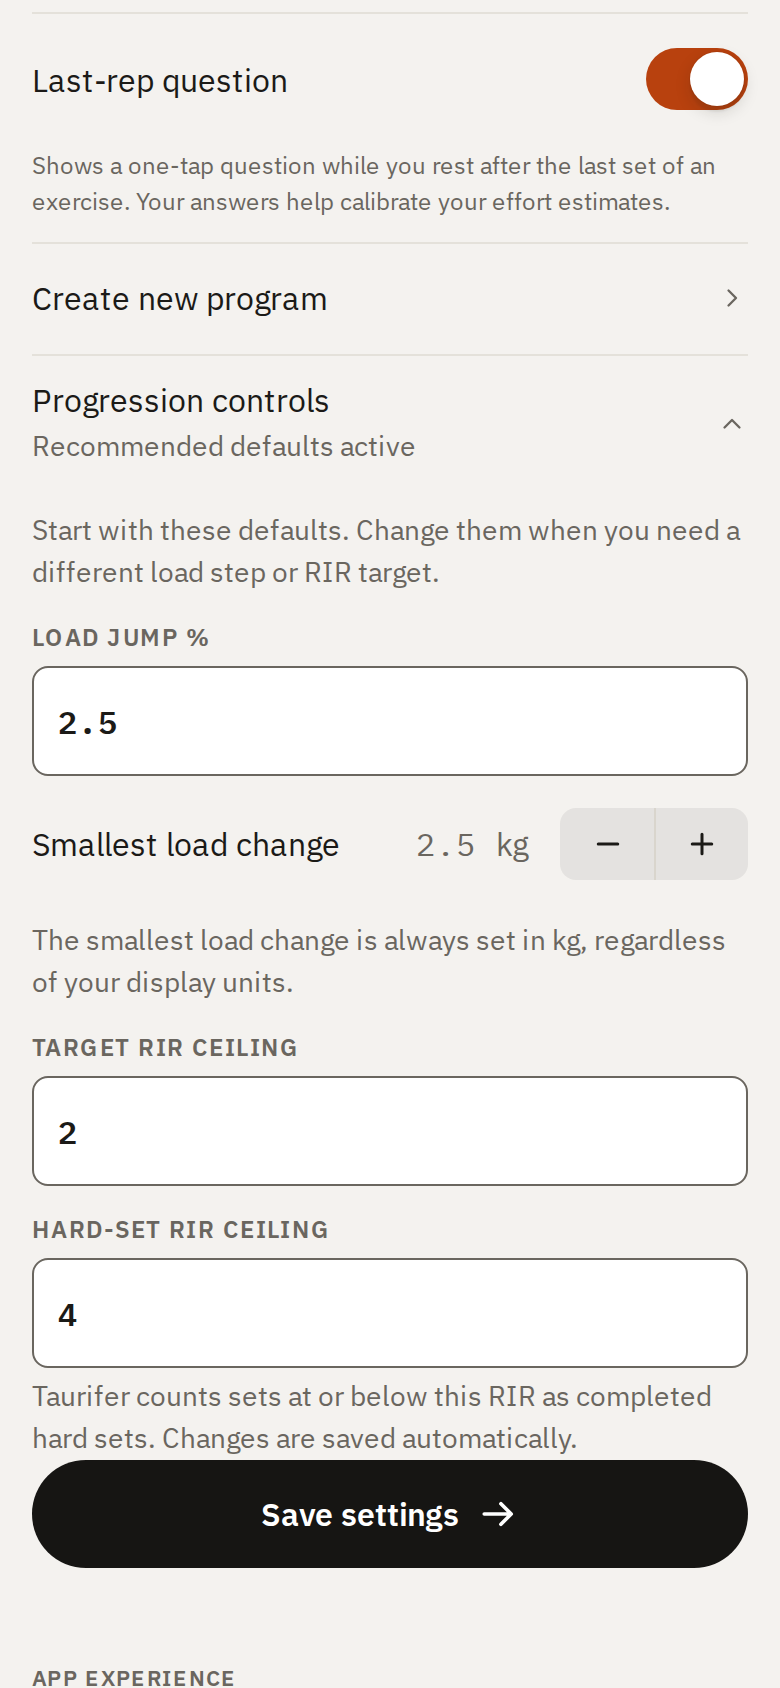 Last-rep question
Shows a one-tap question while you rest after the last set of an
exercise. Your answers help calibrate your effort estimates.
Create new program
Progression controls
Recommended defaults active
Start with these defaults. Change them when you need a
different load step or RIR target.
LOAD JUMP %
2.5
Smallest load change 2.5 kg − +
The smallest load change is always set in kg, regardless
of your display units.
TARGET RIR CEILING
2
HARD-SET RIR CEILING
4
Taurifer counts sets at or below this RIR as completed
hard sets. Changes are saved automatically.
Save settings →
APP EXPERIENCE